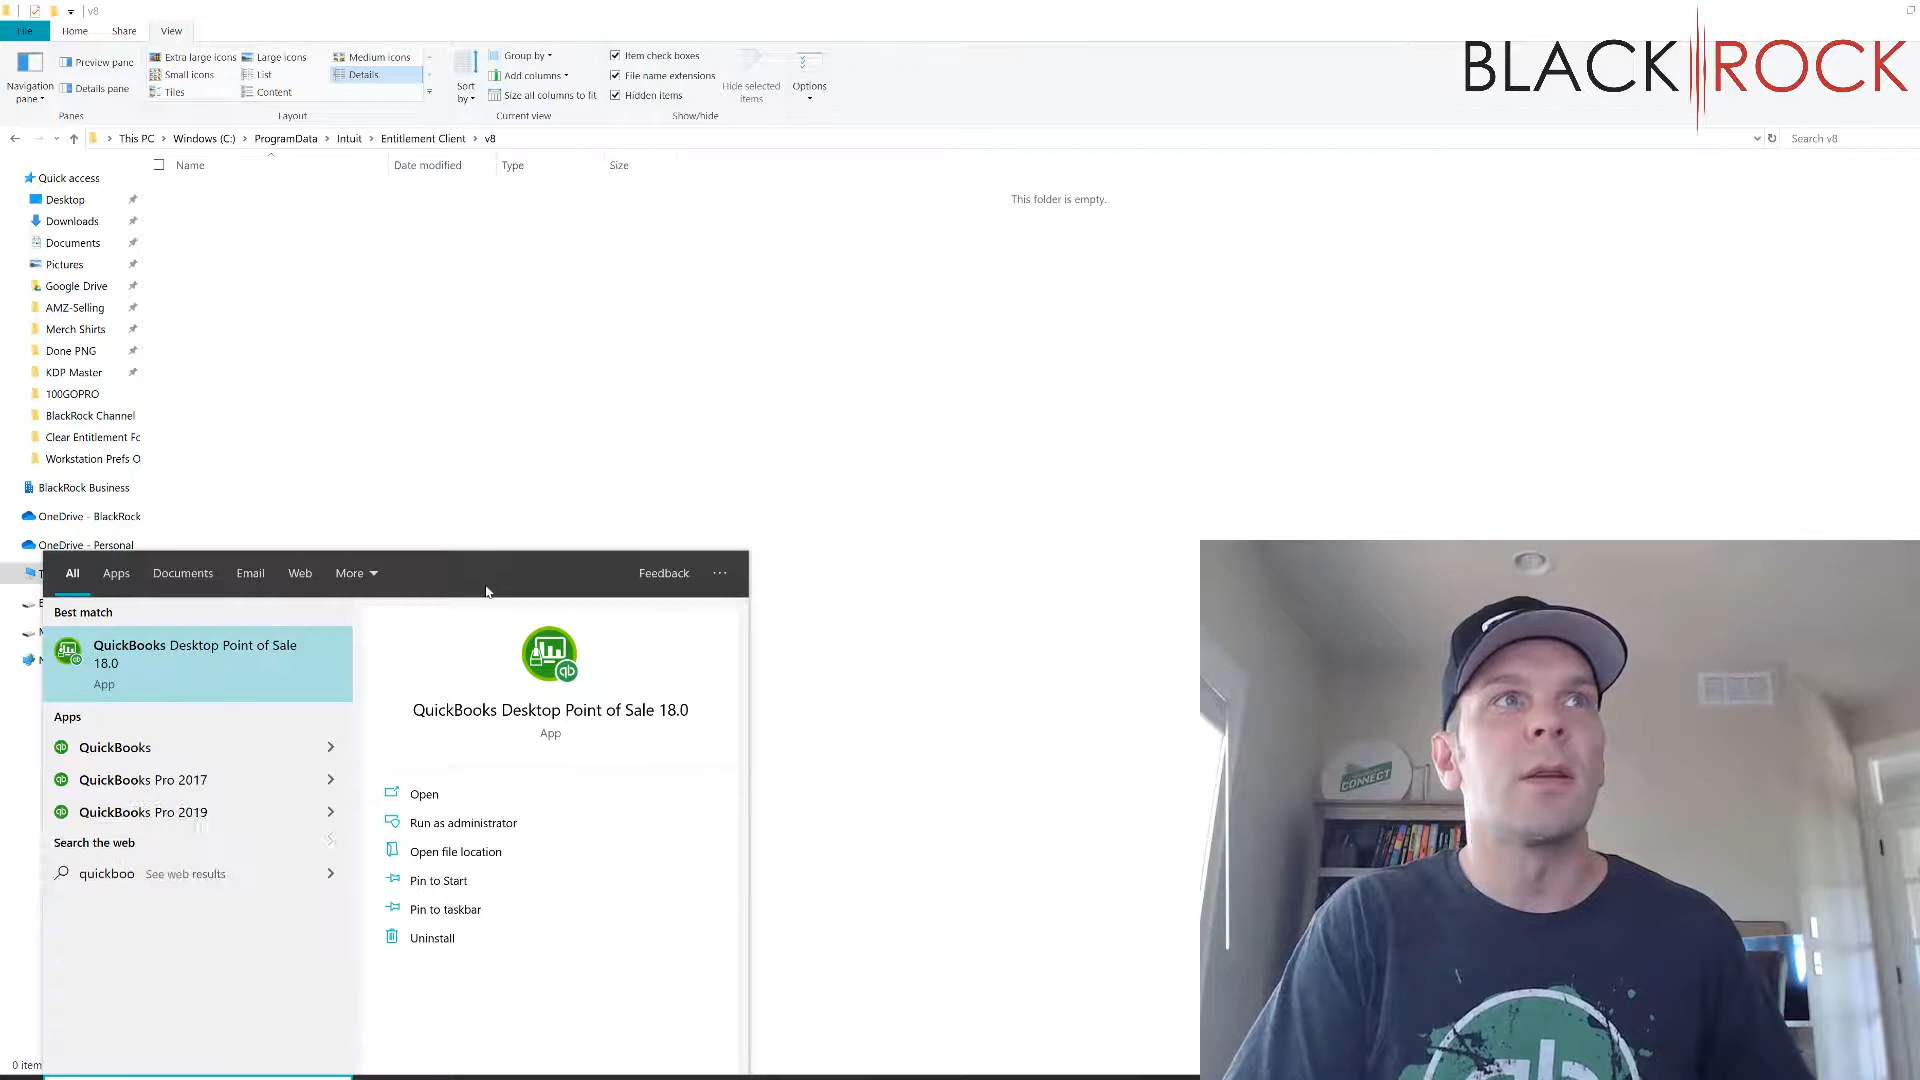 v8
File Home Share View
Navigation pane
Preview pane
Details pane
Extra large icons Large icons Medium icons
Small icons List Details
Tiles Content
Sort by
Group by
Add columns
Size all columns to fit
Item check boxes
File name extensions
Hidden items
Hide selected items
Options
Panes Layout Current view Show/hide
BLACK ROCK
This PC Windows (C:) ProgramData Intuit Entitlement Client v8
Search v8
Name Date modified Type Size
This folder is empty.
Quick access
Desktop
Downloads
Documents
Pictures
Google Drive
AMZ-Selling
Merch Shirts
Done PNG
KDP Master
100GOPRO
BlackRock Channel
Clear Entitlement Fc
Workstation Prefs O
BlackRock Business
OneDrive - BlackRock
OneDrive - Personal
All Apps Documents Email Web More Feedback ...
Best match
QuickBooks Desktop Point of Sale
18.0
App
Apps
QuickBooks
QuickBooks Pro 2017
QuickBooks Pro 2019
Search the web
quickboo See web results
QuickBooks Desktop Point of Sale 18.0
App
Open
Run as administrator
Open file location
Pin to Start
Pin to taskbar
Uninstall
0 item
CONNECT
qb